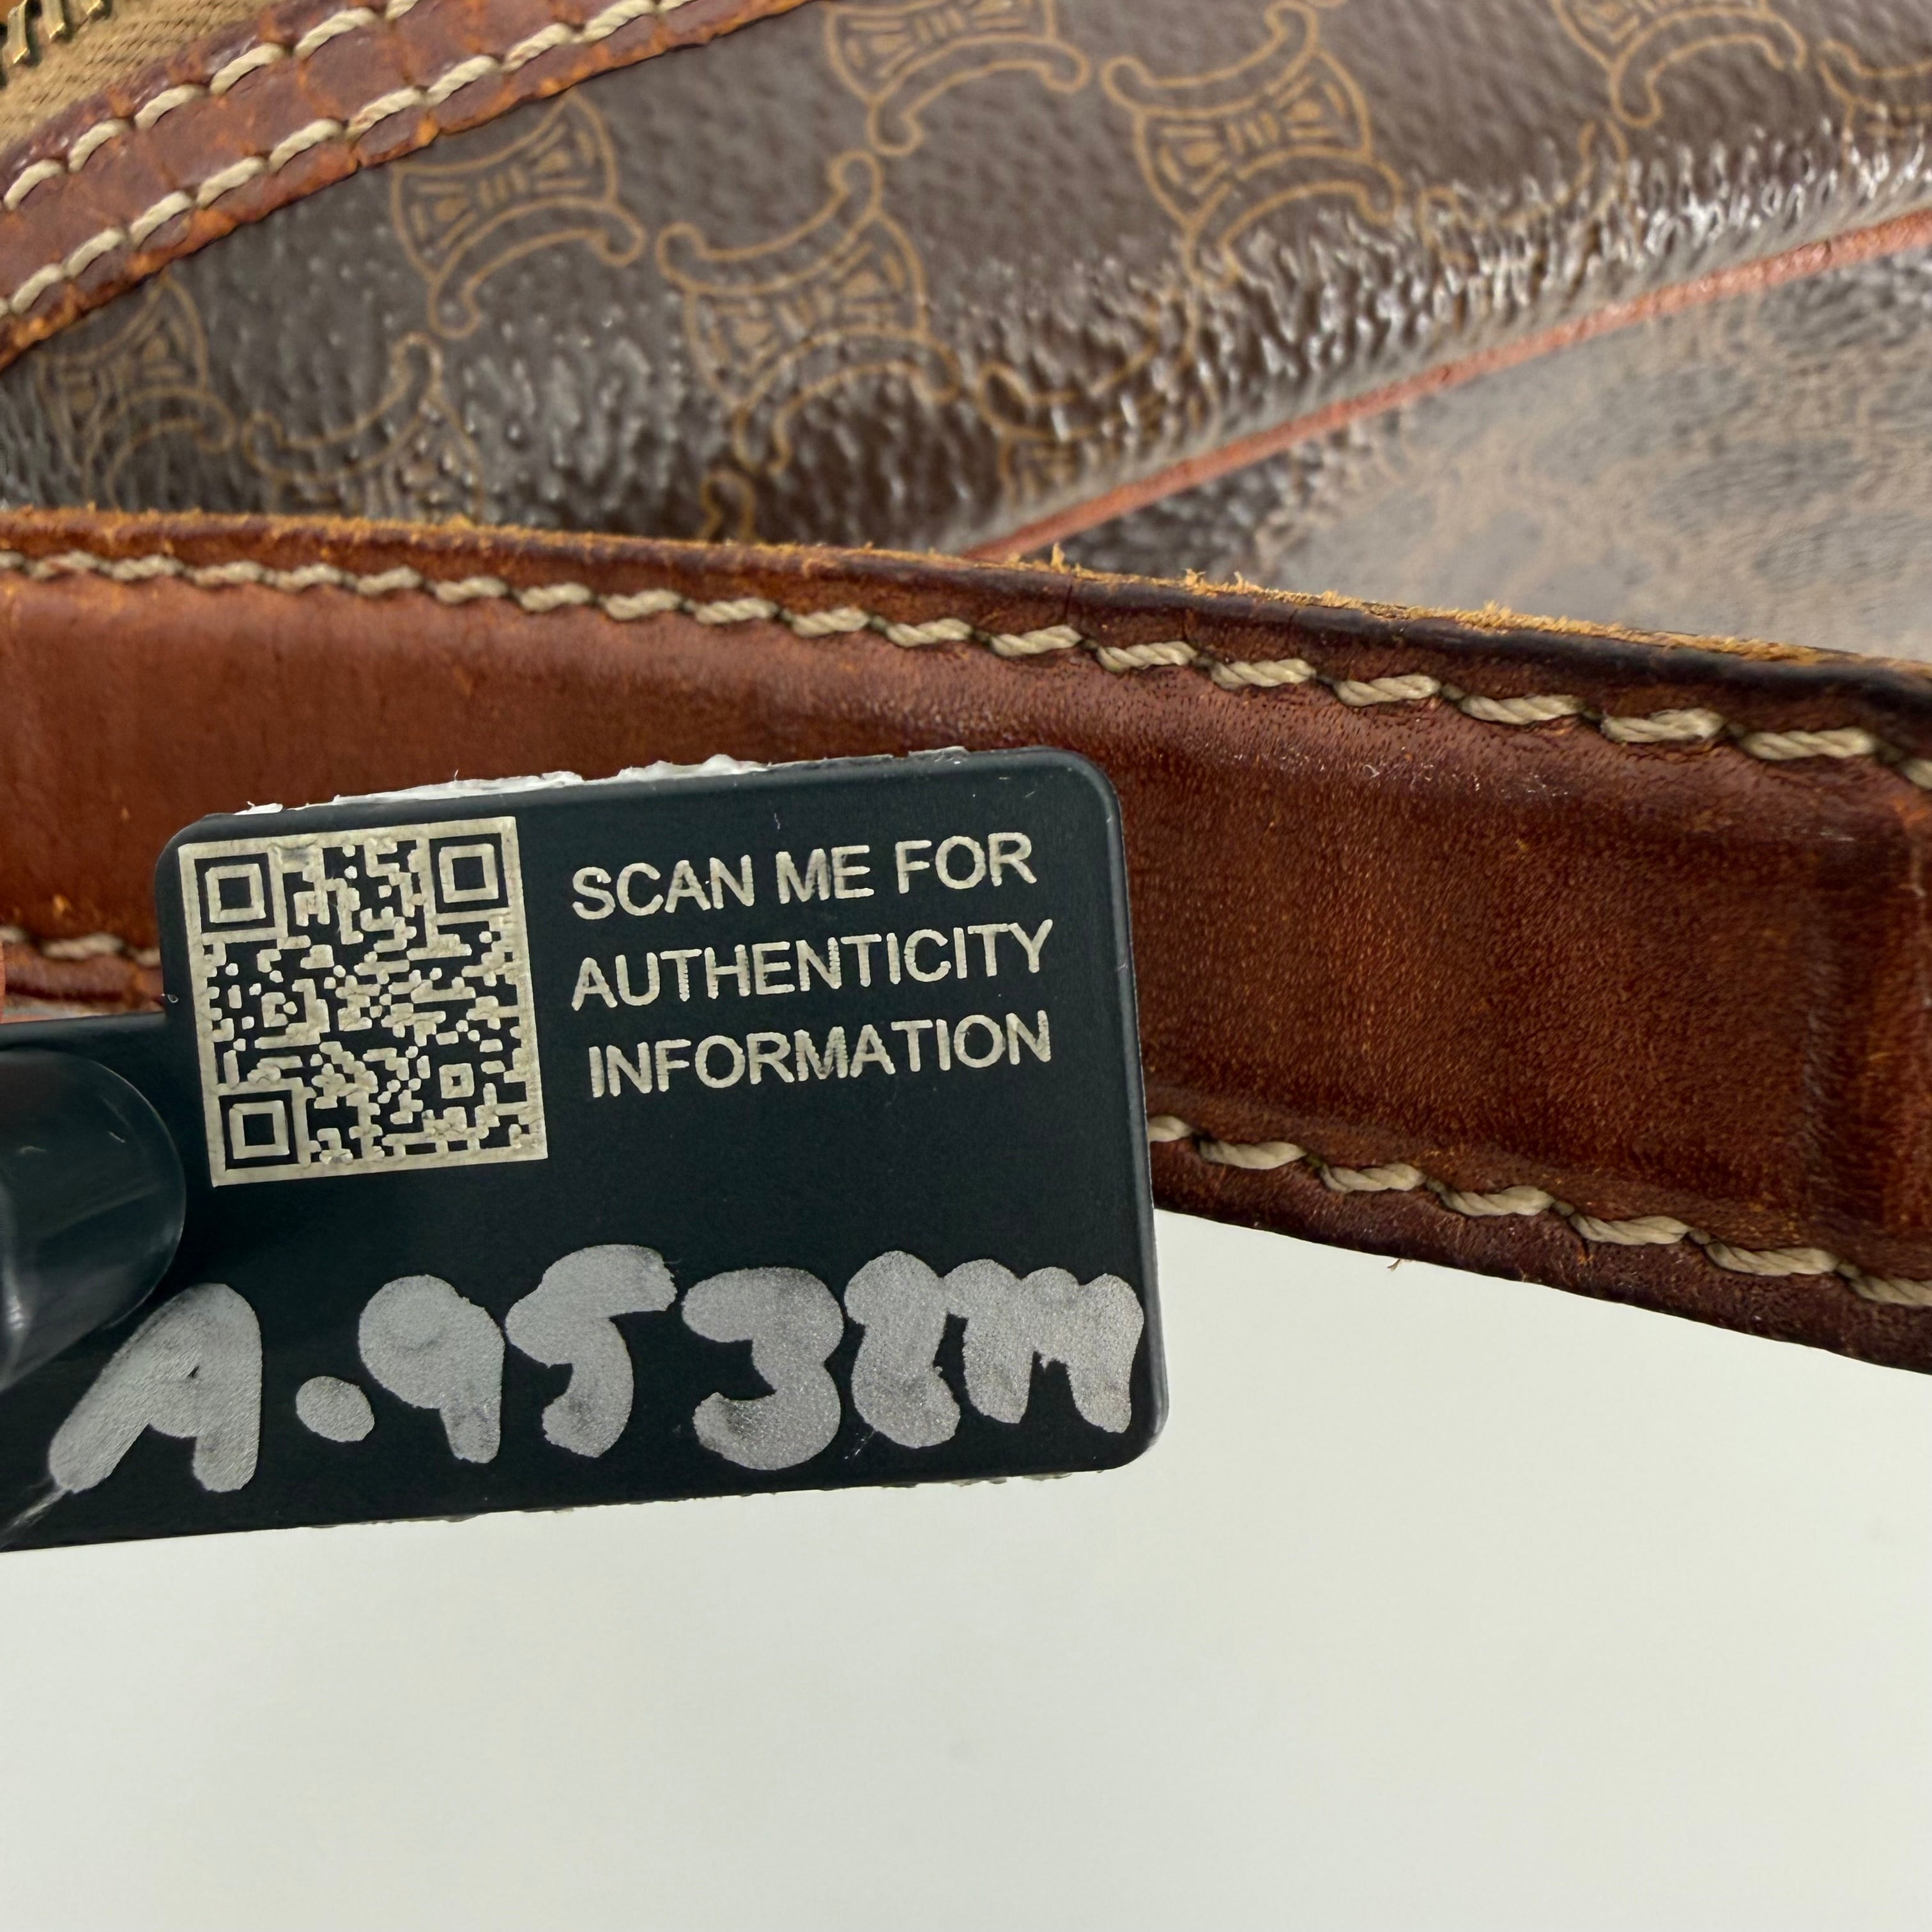 SCAN ME FOR
AUTHENTICITY
INFORMATION
A.9538M